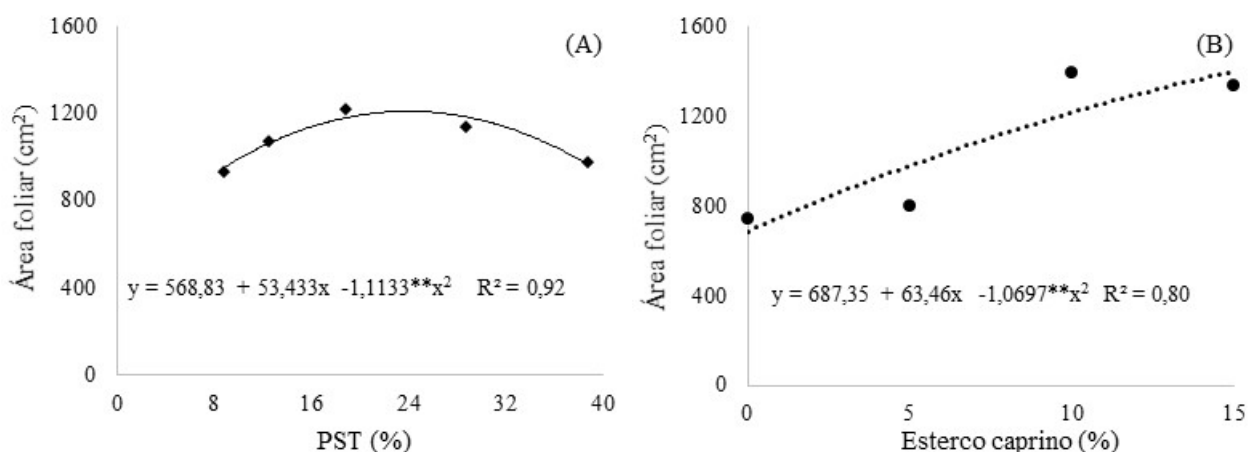 1600
(A)
1200
800
400
0
Área foliar (cm²)
y = 568,83 + 53,433x -1,1133**x² R² = 0,92
0 8 16 24 32 40
PST (%)
1600
(B)
1200
800
400
0
Área foliar (cm²)
y = 687,35 + 63,46x -1,0697**x² R² = 0,80
0 5 10 15
Esterco caprino (%)